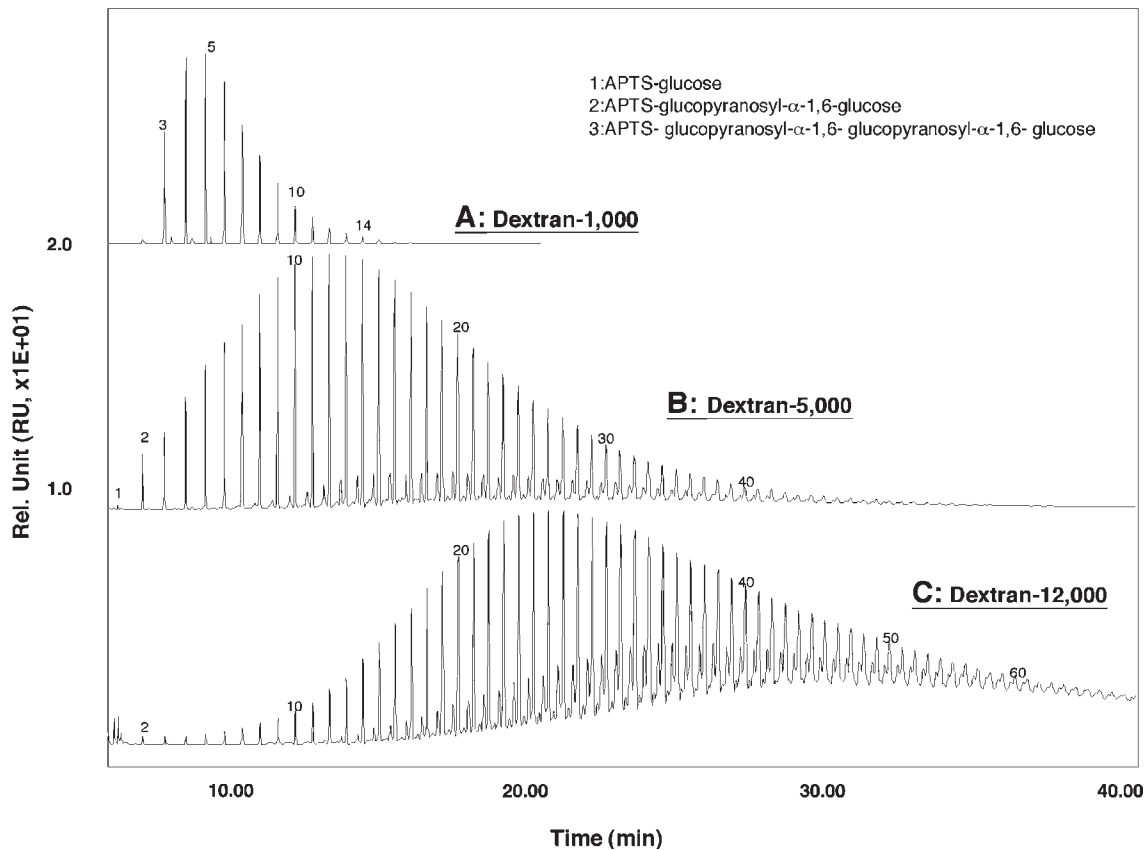 5
3
1:APTS-glucose
2:APTS-glucopyranosyl-α-1,6-glucose
3:APTS- glucopyranosyl-α-1,6- glucopyranosyl-α-1,6- glucose
10
14
A: Dextran-1,000
2.0
10
20
B: Dextran-5,000
2
30
1
40
1.0
Rel. Unit (RU, x1E+01)
20
40
C: Dextran-12,000
50
60
10
2
10.00 20.00 30.00 40.00
Time (min)